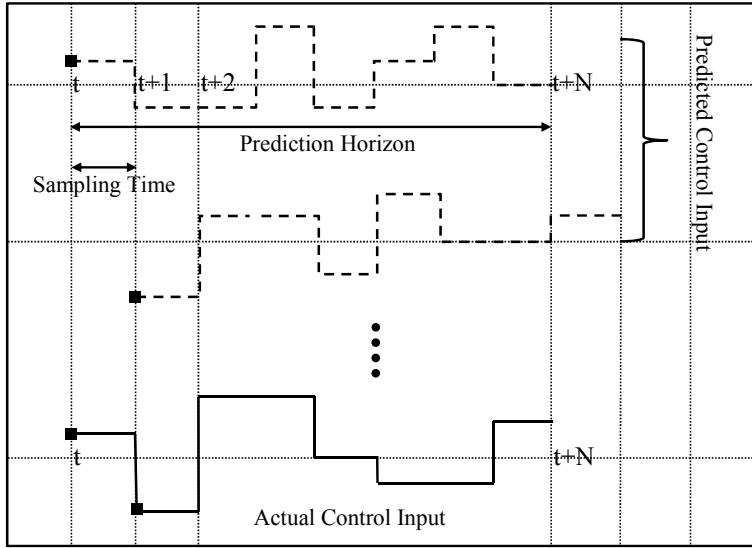 t
t+1
t+2
t+N
Prediction Horizon
Sampling Time
Predicted Control Input
t
t+N
Actual Control Input